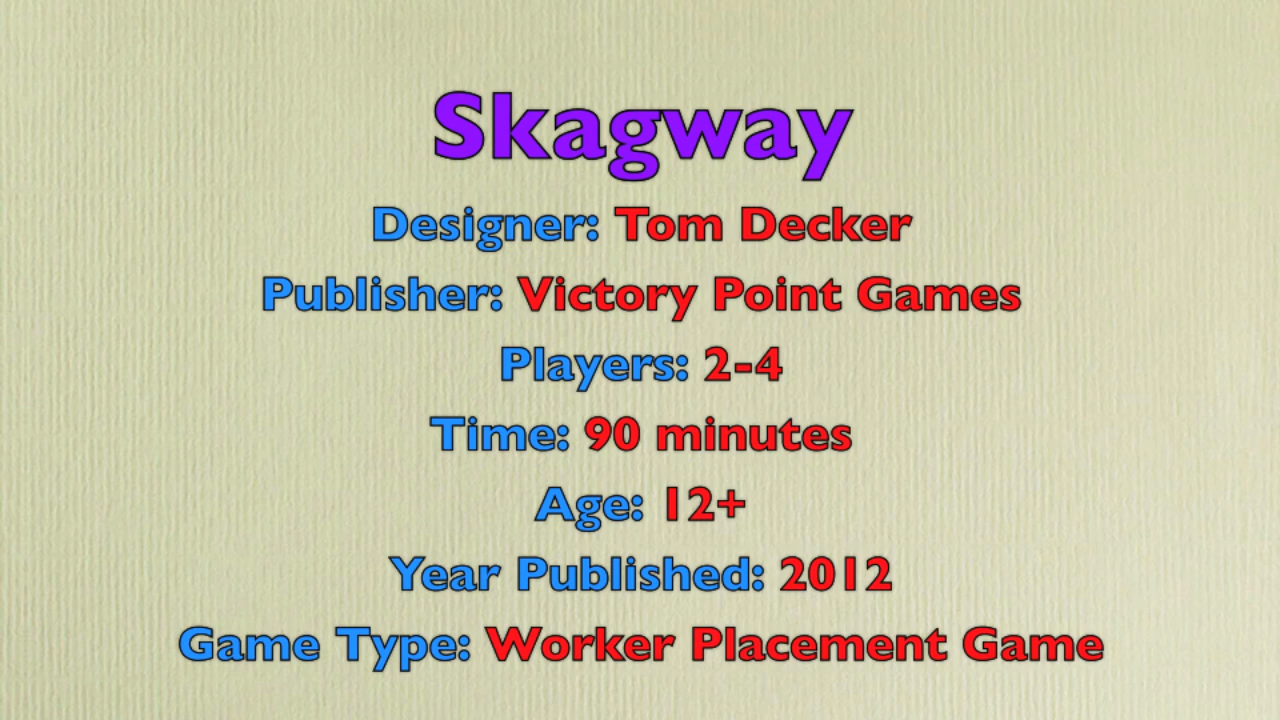 Skagway
Designer: Tom Decker
Publisher: Victory Point Games
Players: 2-4
Time: 90 minutes
Age: 12+
Year Published: 2012
Game Type: Worker Placement Game